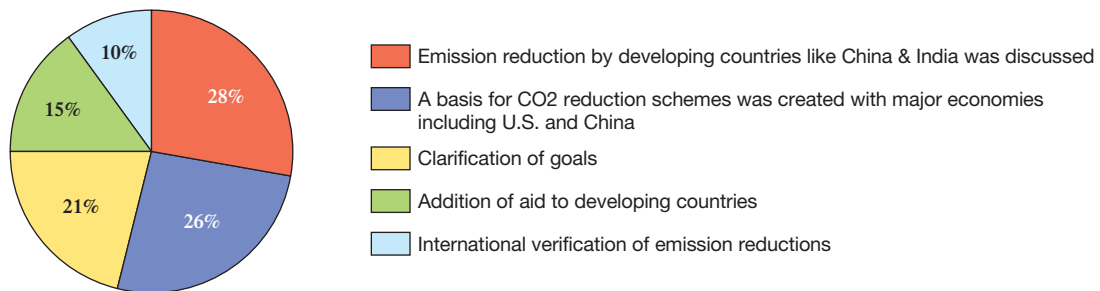 10%
28%
15%
21%
26%
Emission reduction by developing countries like China & India was discussed
A basis for CO2 reduction schemes was created with major economies
including U.S. and China
Clarification of goals
Addition of aid to developing countries
International verification of emission reductions